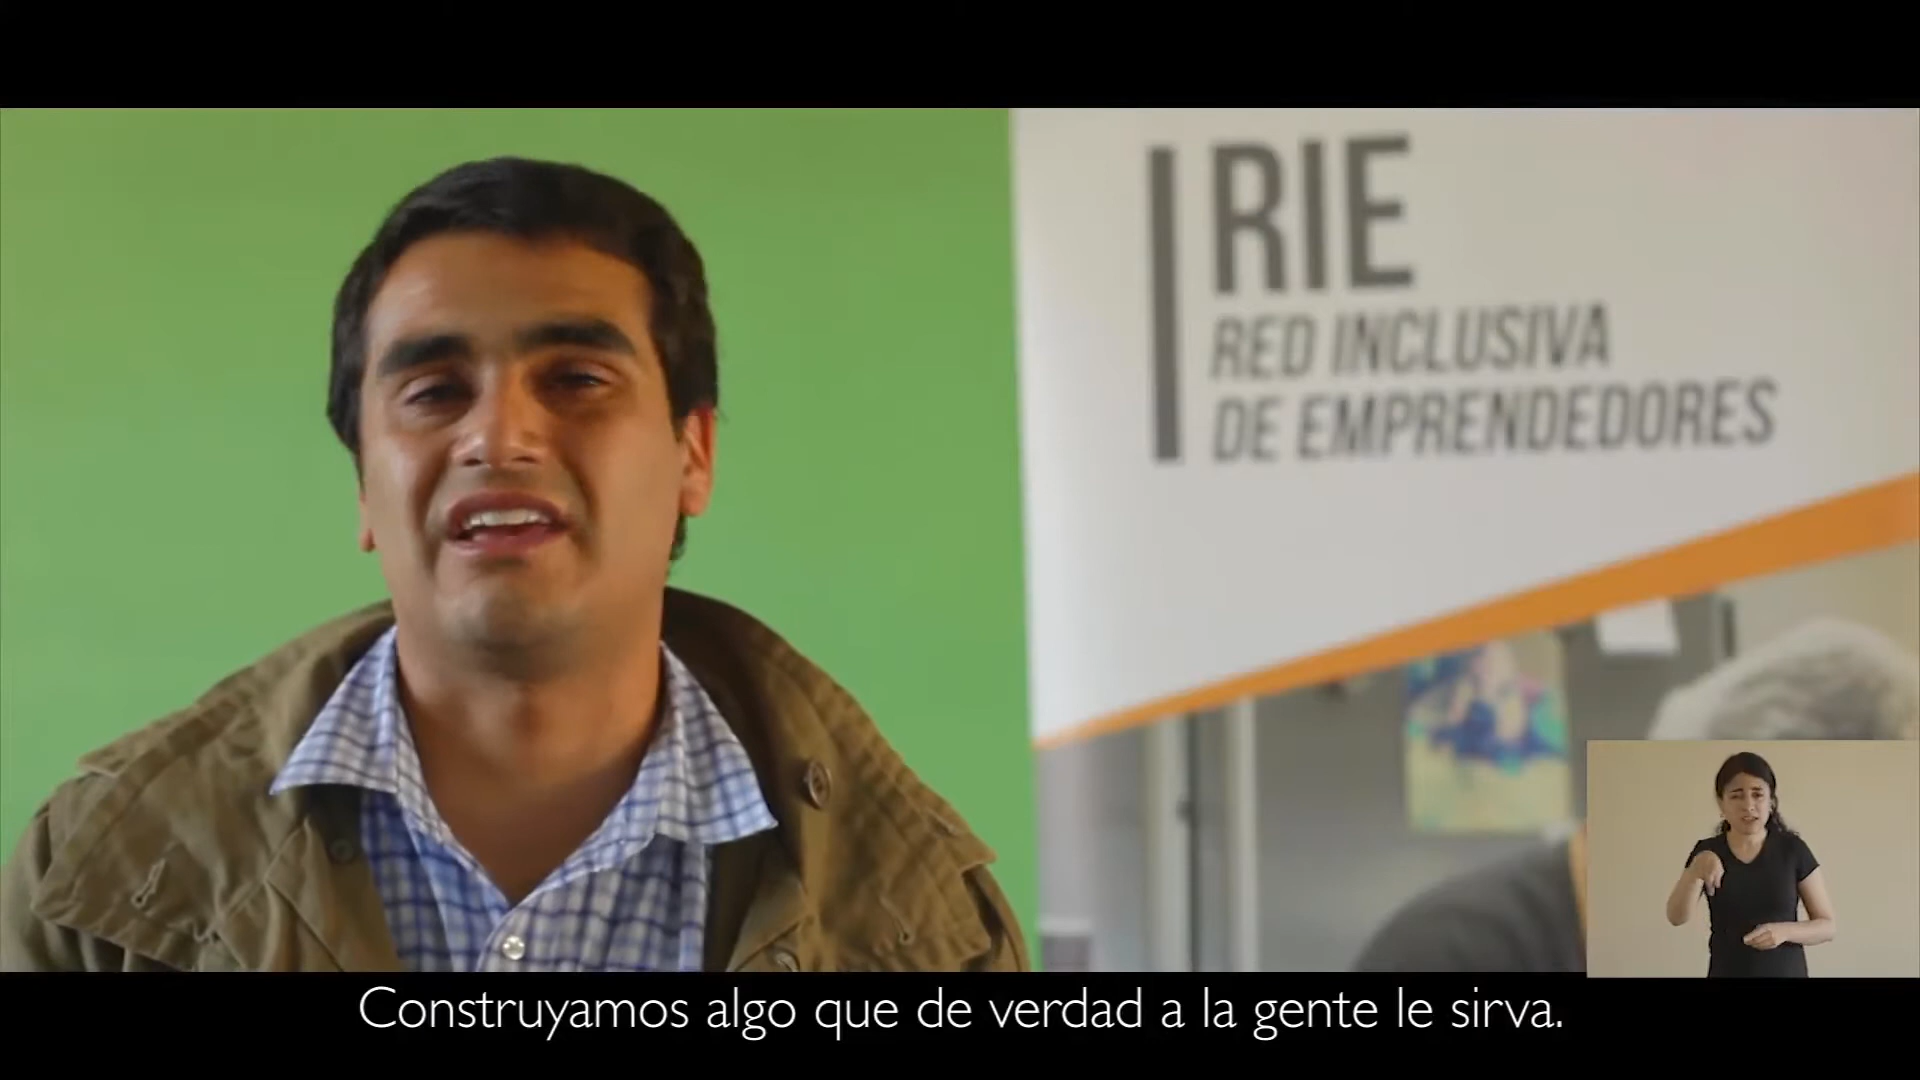 RIE
RED INCLUSIVA
DE EMPRENDEDORES
Construyamos algo que de verdad a la gente le sirva.